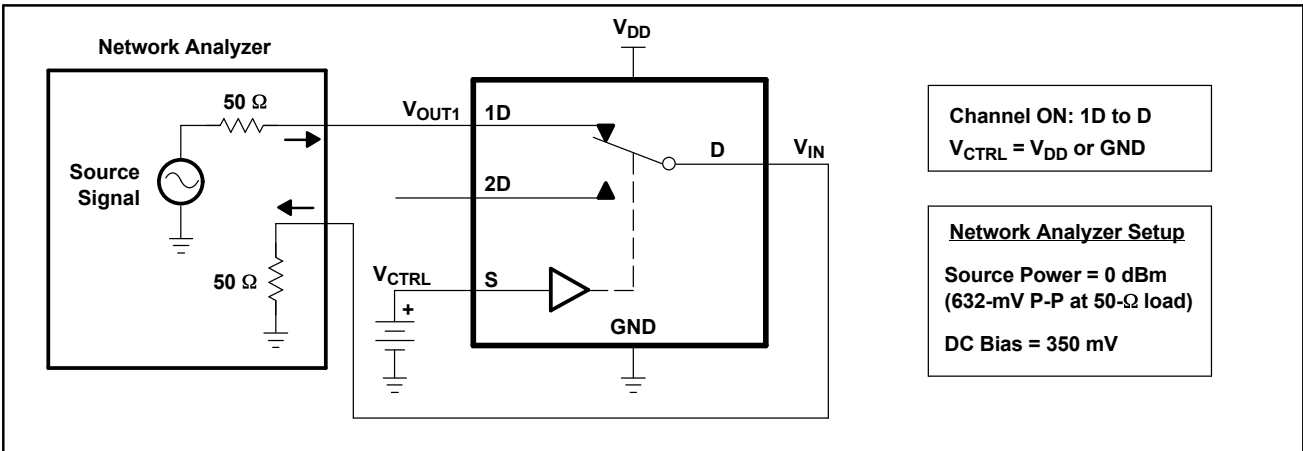 V_DD
Network Analyzer
50 Ω
V_OUT1 1D
Channel ON: 1D to D
V_CTRL = V_DD or GND
D
V_IN
Source
Signal
2D
Network Analyzer Setup
50 Ω
V_CTRL S
Source Power = 0 dBm
(632-mV P-P at 50-Ω load)
+
GND
DC Bias = 350 mV